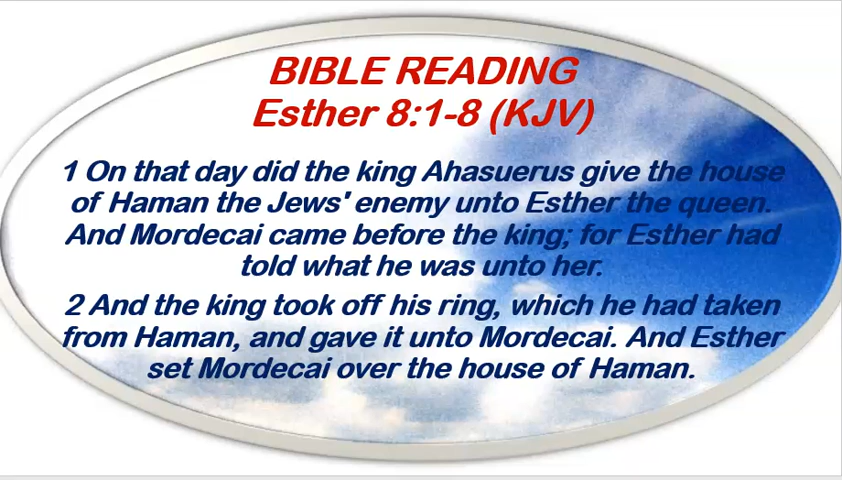 BIBLE READING
Esther 8:1-8 (KJV)
1 On that day did the king Ahasuerus give the house
of Haman the Jews' enemy unto Esther the queen.
And Mordecai came before the king; for Esther had
told what he was unto her.
2 And the king took off his ring, which he had taken
from Haman, and gave it unto Mordecai. And Esther
set Mordecai over the house of Haman.